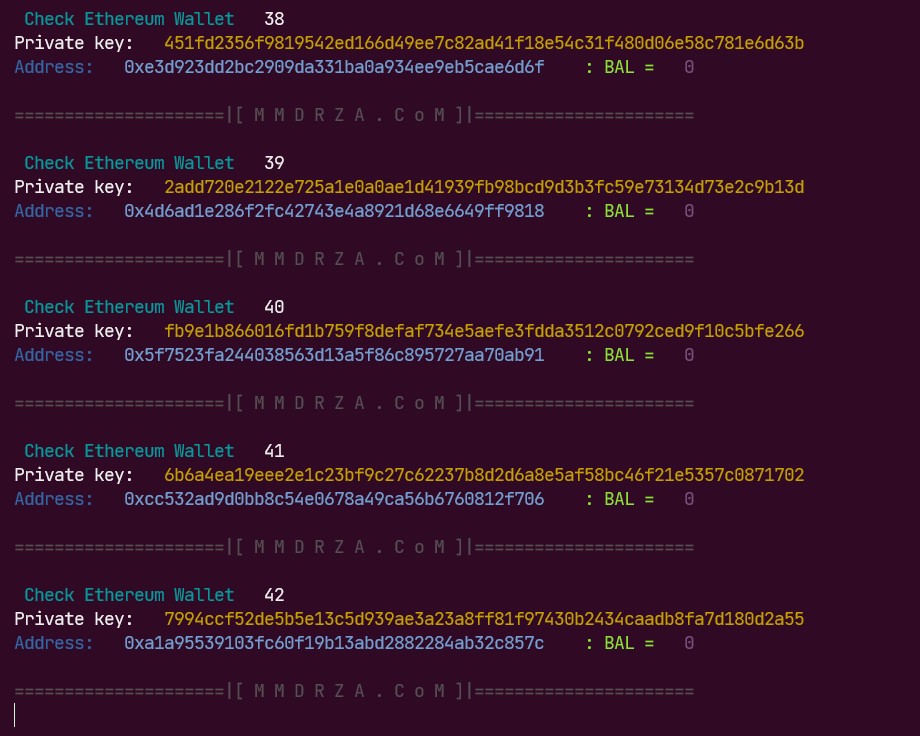 Check Ethereum Wallet 38
Private key: 451fd2356f9819542ed166d49ee7c82ad41f18e54c31f480d06e58c781e6d63b
Address: 0xe3d923dd2bc2909da331ba0a934ee9eb5cae6d6f : BAL = 0
=====================|[ M M D R Z A . C o M ]|======================
Check Ethereum Wallet 39
Private key: 2add720e2122e725a1e0a0ae1d41939fb98bcd9d3b3fc59e73134d73e2c9b13d
Address: 0x4d6ad1e286f2fc42743e4a8921d68e6649ff9818 : BAL = 0
=====================|[ M M D R Z A . C o M ]|======================
Check Ethereum Wallet 40
Private key: fb9e1b866016fd1b759f8defaf734e5aefe3fdda3512c0792ced9f10c5bfe266
Address: 0x5f7523fa244038563d13a5f86c895727aa70ab91 : BAL = 0
=====================|[ M M D R Z A . C o M ]|======================
Check Ethereum Wallet 41
Private key: 6b6a4ea19eee2e1c23bf9c27c62237b8d2d6a8e5af58bc46f21e5357c0871702
Address: 0xcc532ad9d0bb8c54e0678a49ca56b6760812f706 : BAL = 0
=====================|[ M M D R Z A . C o M ]|======================
Check Ethereum Wallet 42
Private key: 7994ccf52de5b5e13c5d939ae3a23a8ff81f97430b2434caadb8fa7d180d2a55
Address: 0xa1a95539103fc60f19b13abd2882284ab32c857c : BAL = 0
=====================|[ M M D R Z A . C o M ]|======================